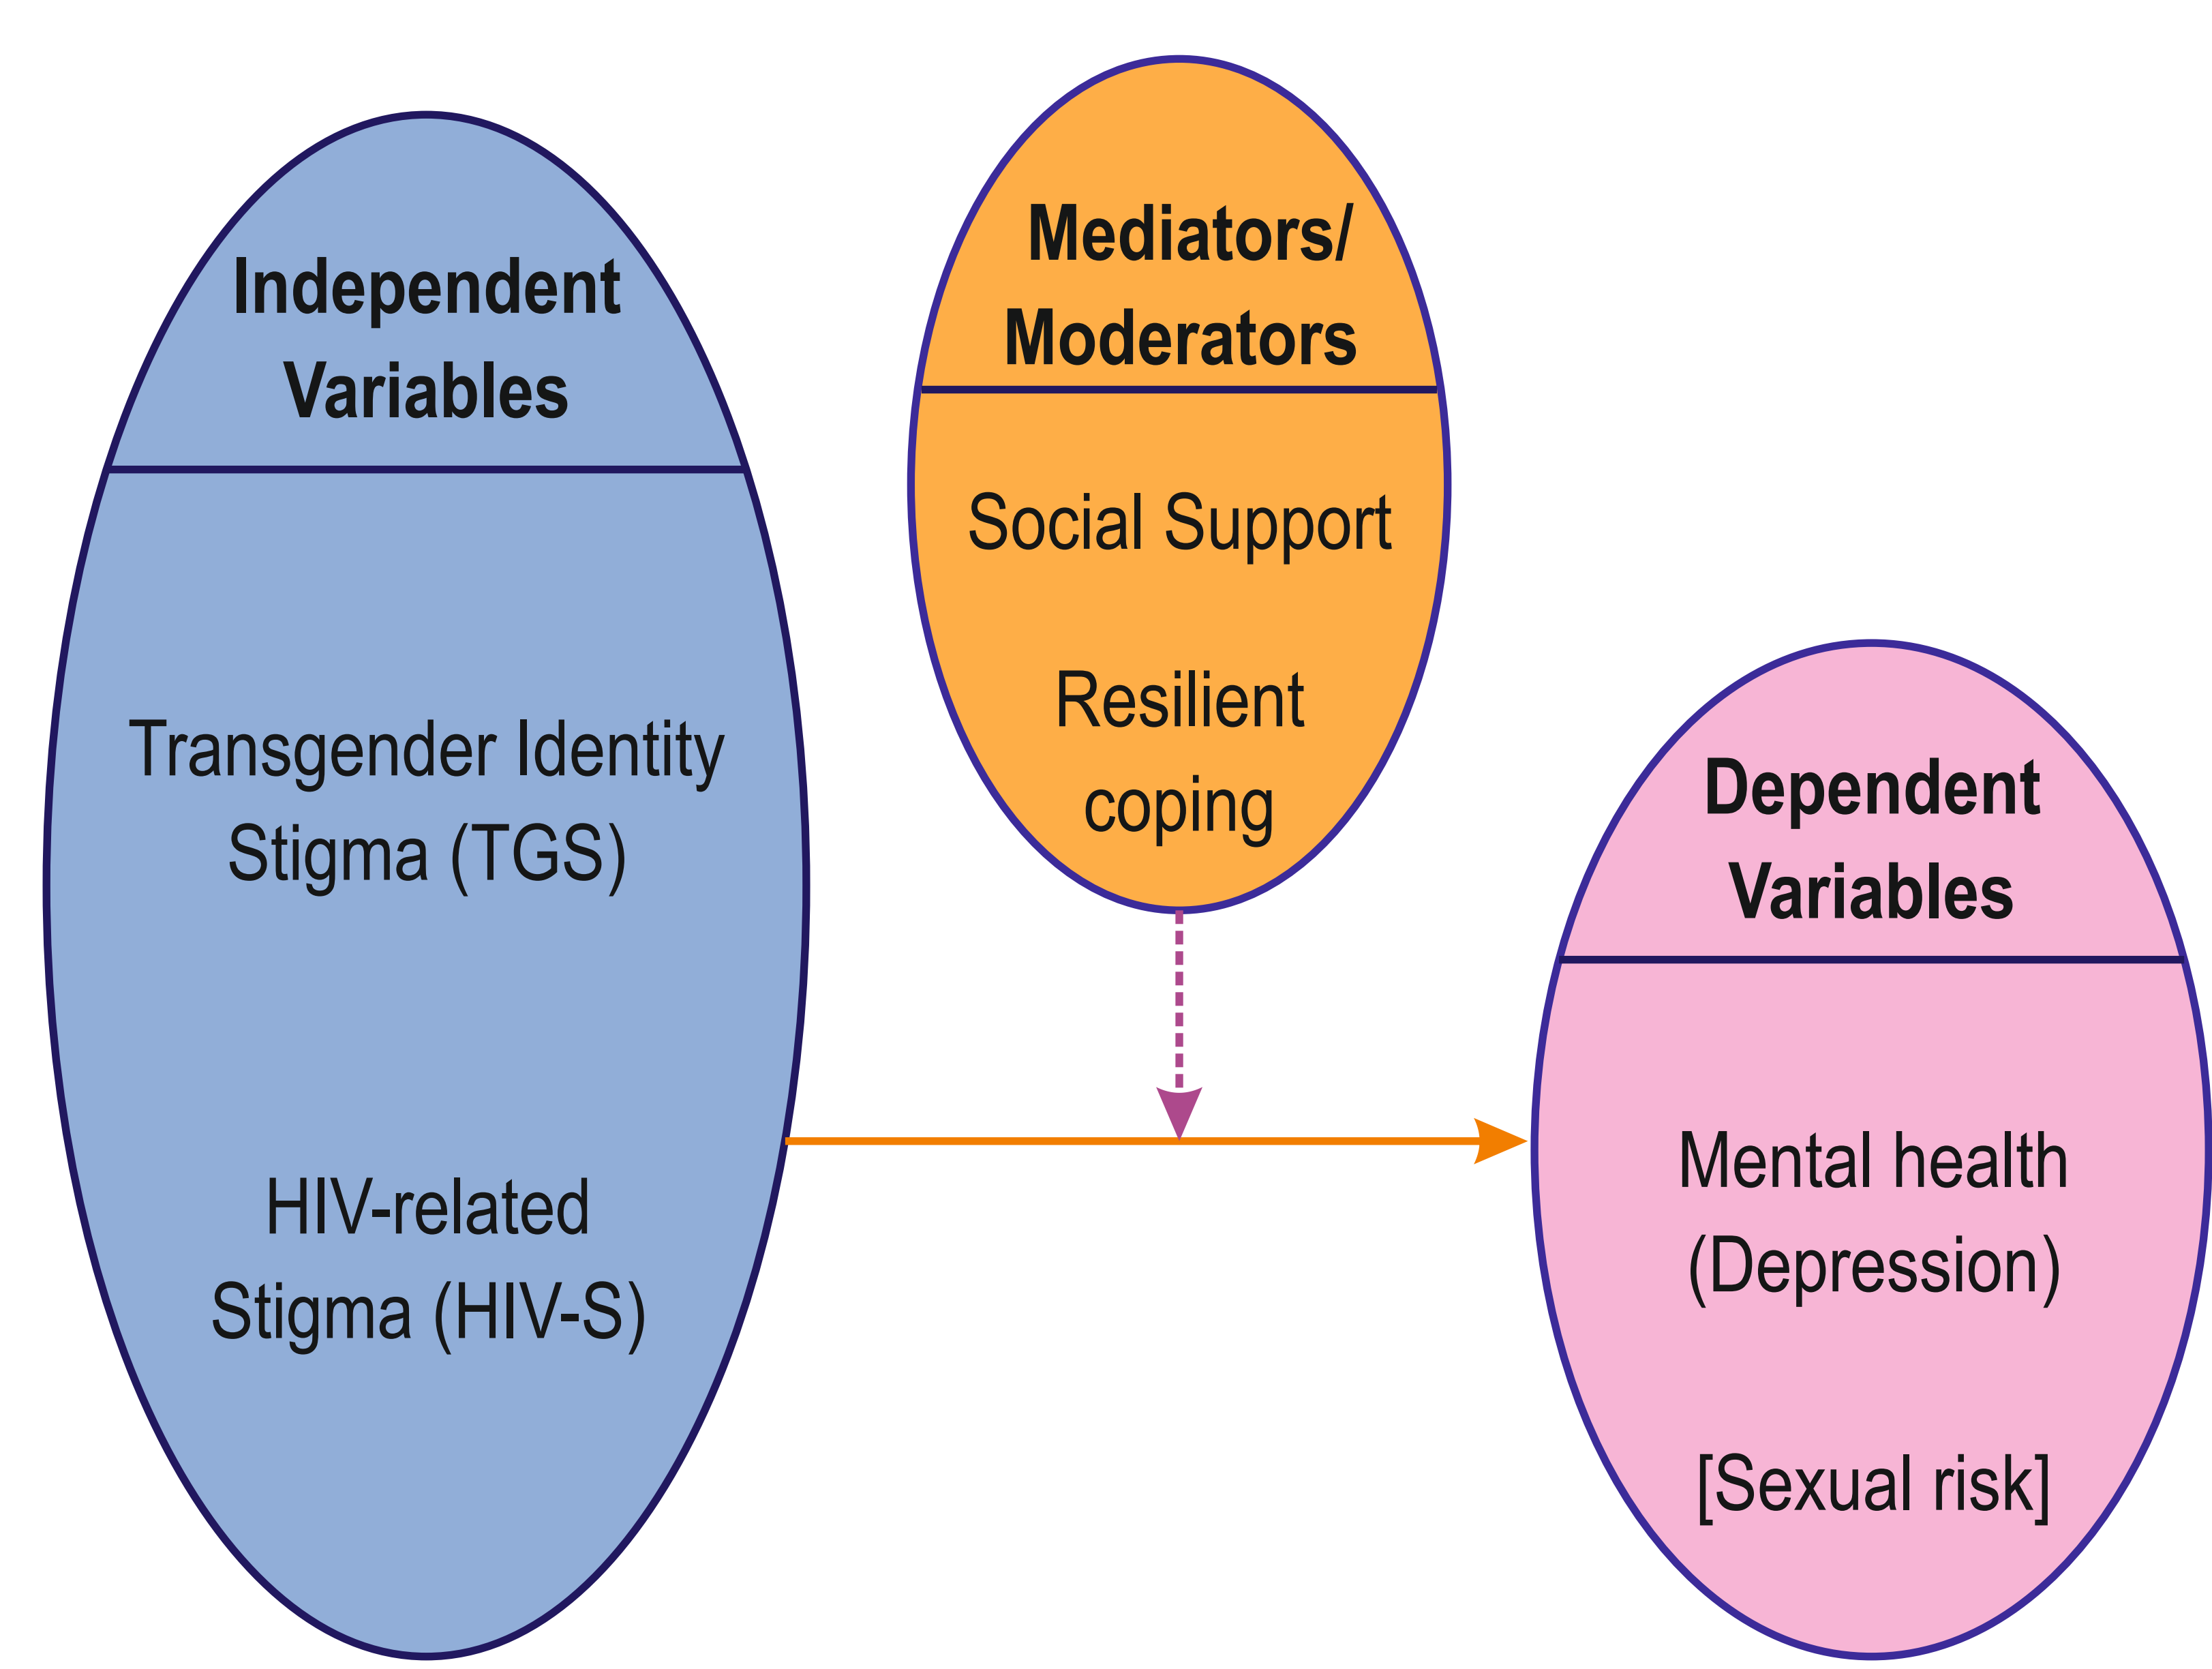 Independent
Variables
Transgender Identity
Stigma (TGS)
HIV-related
Stigma (HIV-S)
Mediators/
Moderators
Social Support
Resilient
coping
Dependent
Variables
Mental health
(Depression)
[Sexual risk]